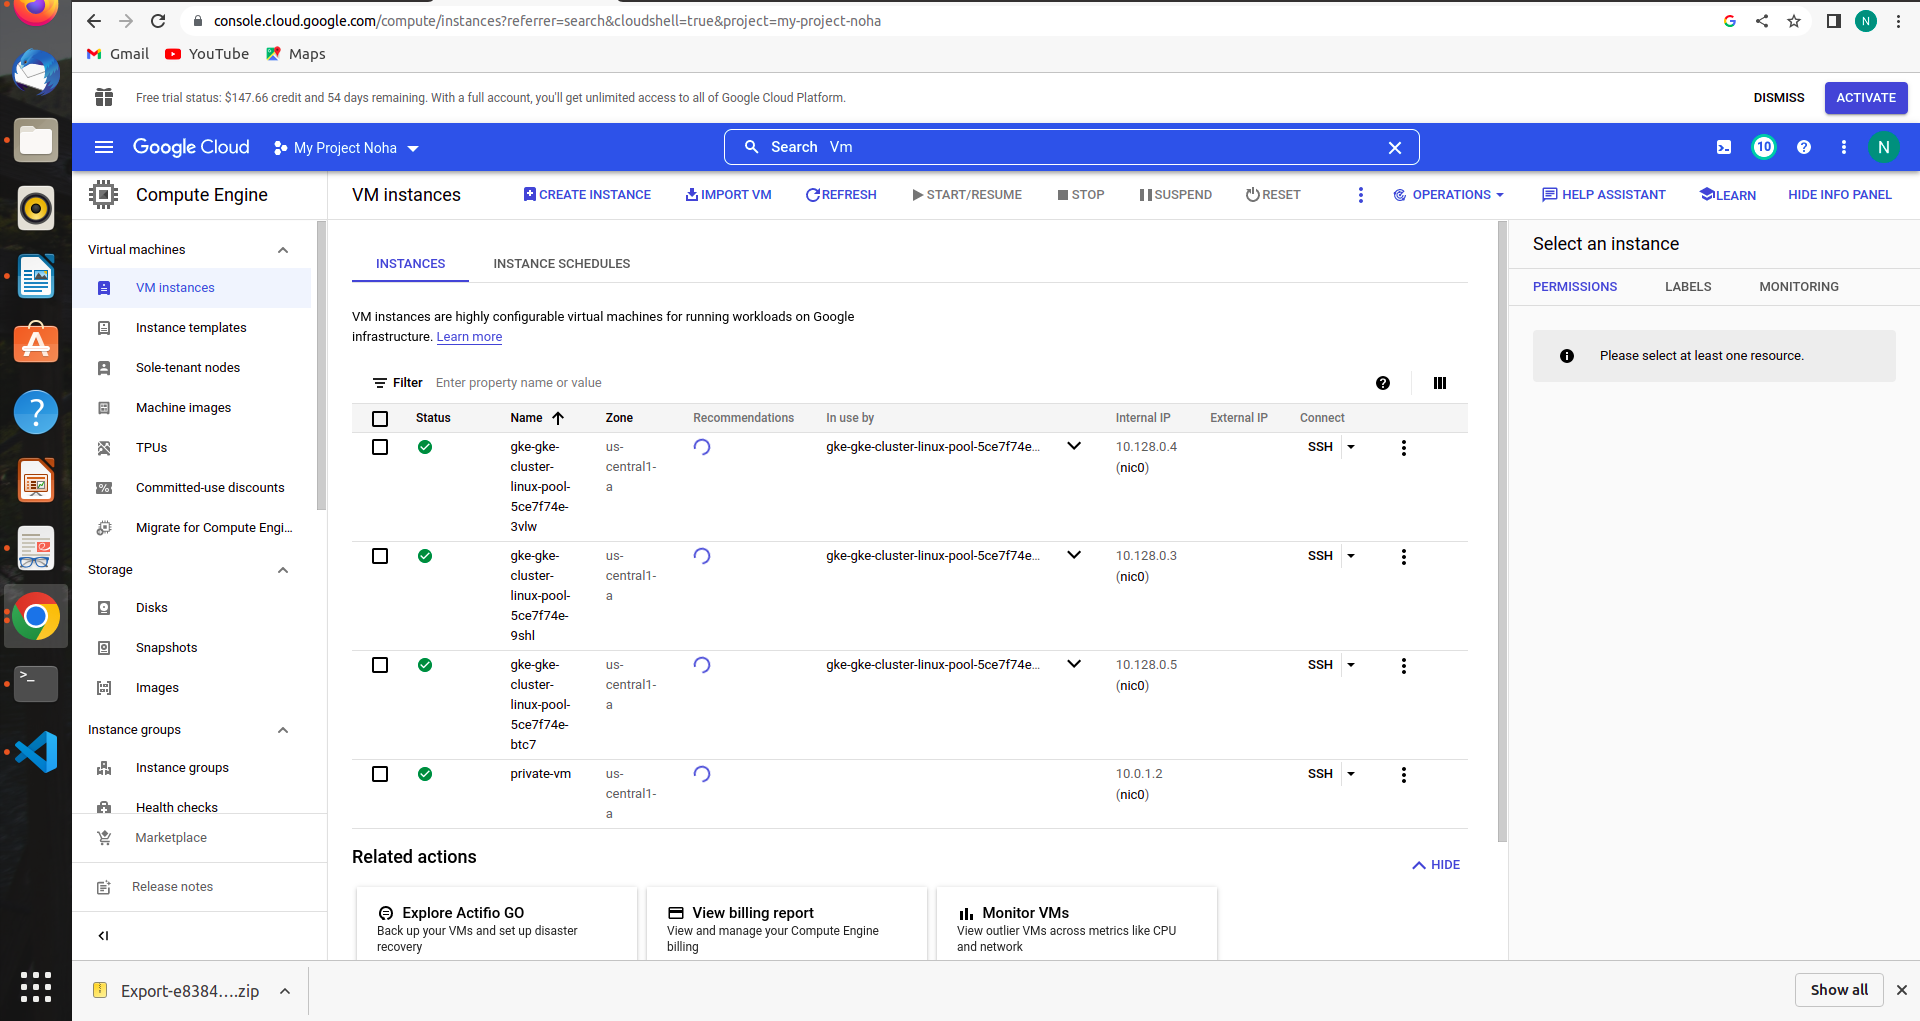 console.cloud.google.com/compute/instances?referrer=search&cloudshell=true&project=my-project-noha
N
Gmail YouTube Maps
Free trial status: $147.66 credit and 54 days remaining. With a full account, you'll get unlimited access to all of Google Cloud Platform.
DISMISS ACTIVATE
Google Cloud My Project Noha Search Vm 10 N
Compute Engine
VM instances CREATE INSTANCE IMPORT VM REFRESH START/RESUME STOP SUSPEND RESET OPERATIONS HELP ASSISTANT LEARN HIDE INFO PANEL
Virtual machines
VM instances
Instance templates
Sole-tenant nodes
Machine images
TPUs
Committed-use discounts
Migrate for Compute Engi...
Storage
Disks
Snapshots
Images
Instance groups
Instance groups
Health checks
Marketplace
Release notes
INSTANCES INSTANCE SCHEDULES
VM instances are highly configurable virtual machines for running workloads on Google
infrastructure. Learn more
Filter Enter property name or value
Status Name Zone Recommendations In use by Internal IP External IP Connect
gke-gke- us- gke-gke-cluster-linux-pool-5ce7f74e... 10.128.0.4 SSH
cluster- central1- (nic0)
linux-pool- a
5ce7f74e-
3vlw
gke-gke- us- gke-gke-cluster-linux-pool-5ce7f74e... 10.128.0.3 SSH
cluster- central1- (nic0)
linux-pool- a
5ce7f74e-
9shl
gke-gke- us- gke-gke-cluster-linux-pool-5ce7f74e... 10.128.0.5 SSH
cluster- central1- (nic0)
linux-pool- a
5ce7f74e-
btc7
private-vm us- 10.0.1.2 SSH
central1- (nic0)
a
Related actions HIDE
Explore Actifio GO
Back up your VMs and set up disaster
recovery
View billing report
View and manage your Compute Engine
billing
Monitor VMs
View outlier VMs across metrics like CPU
and network
Select an instance
PERMISSIONS LABELS MONITORING
Please select at least one resource.
Export-e8384....zip Show all